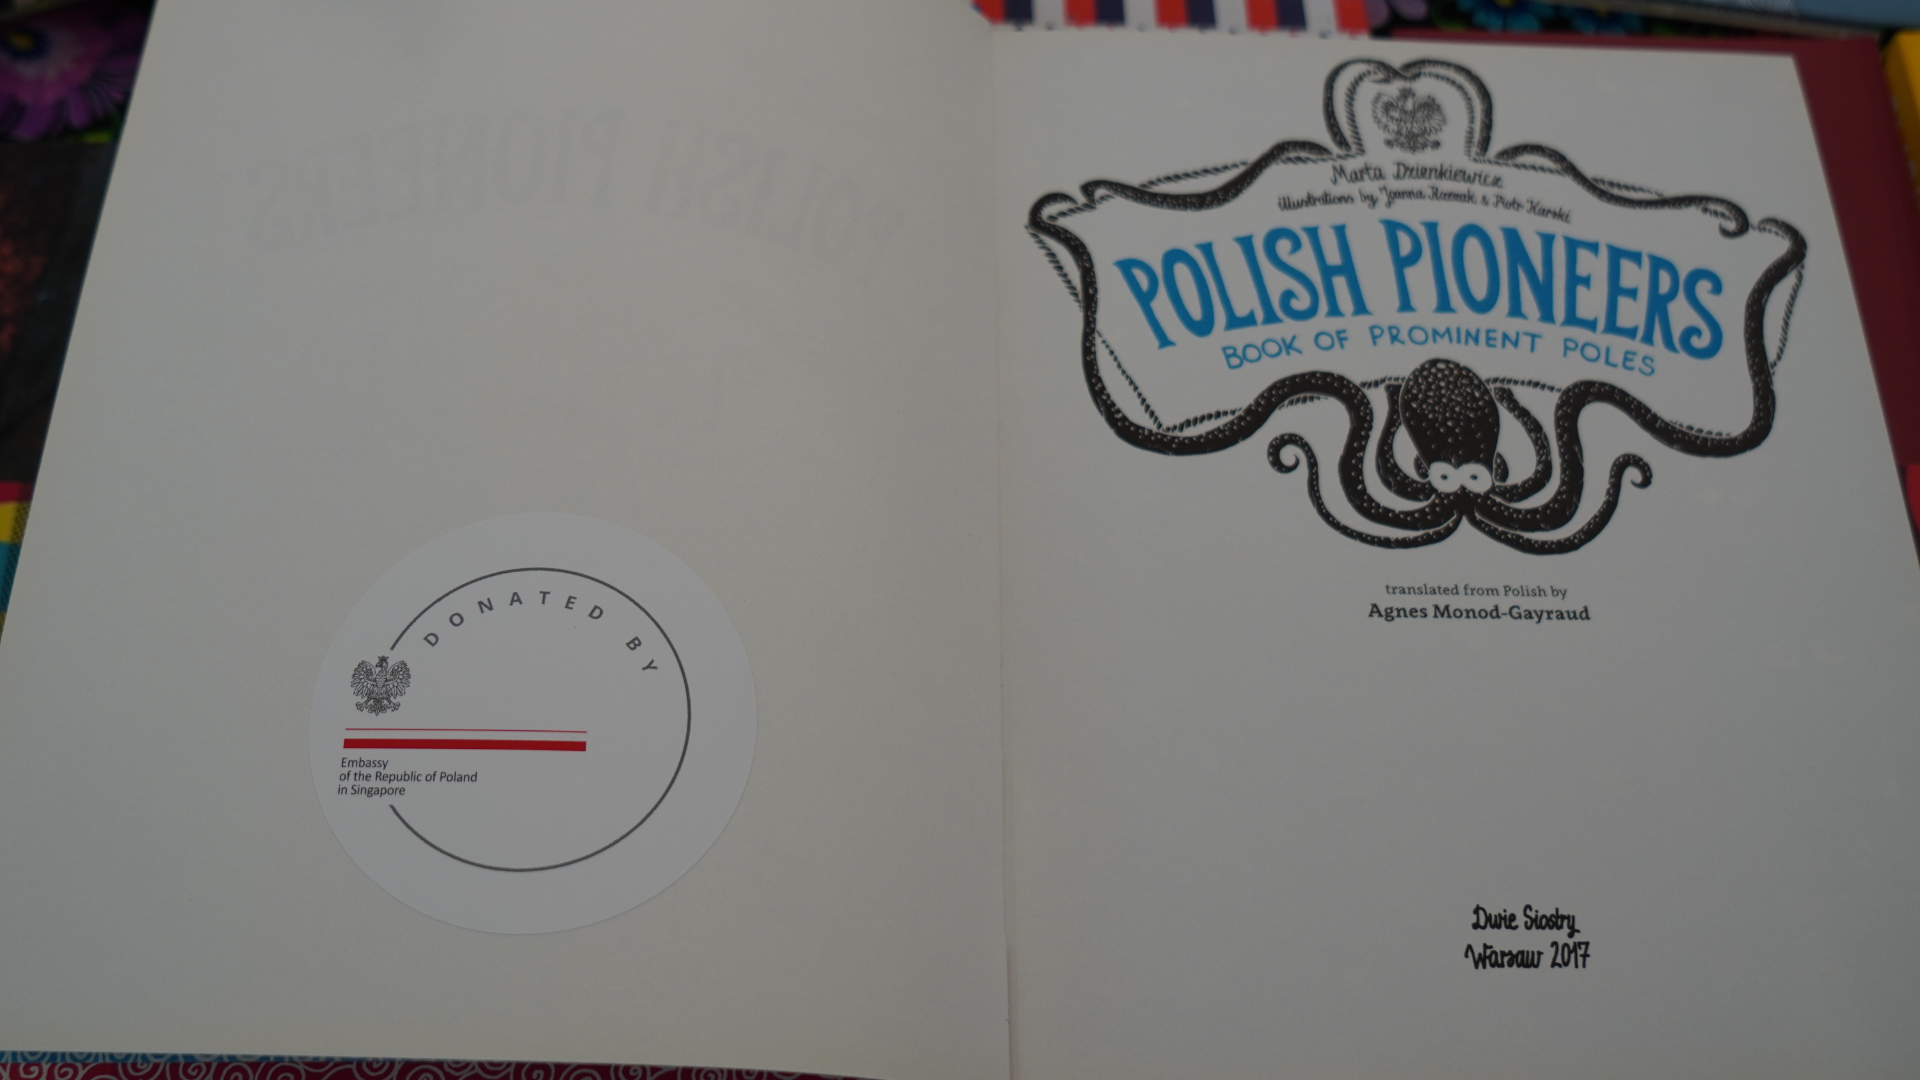 DONATED BY
Embassy
of the Republic of Poland
in Singapore
Marta Dzienkiewicz
illustrations by Joanna Rzezak & Piotr Karski
POLISH PIONEERS
BOOK OF PROMINENT POLES
translated from Polish by
Agnes Monod-Gayraud
Dwie Siostry
Warsaw 2017